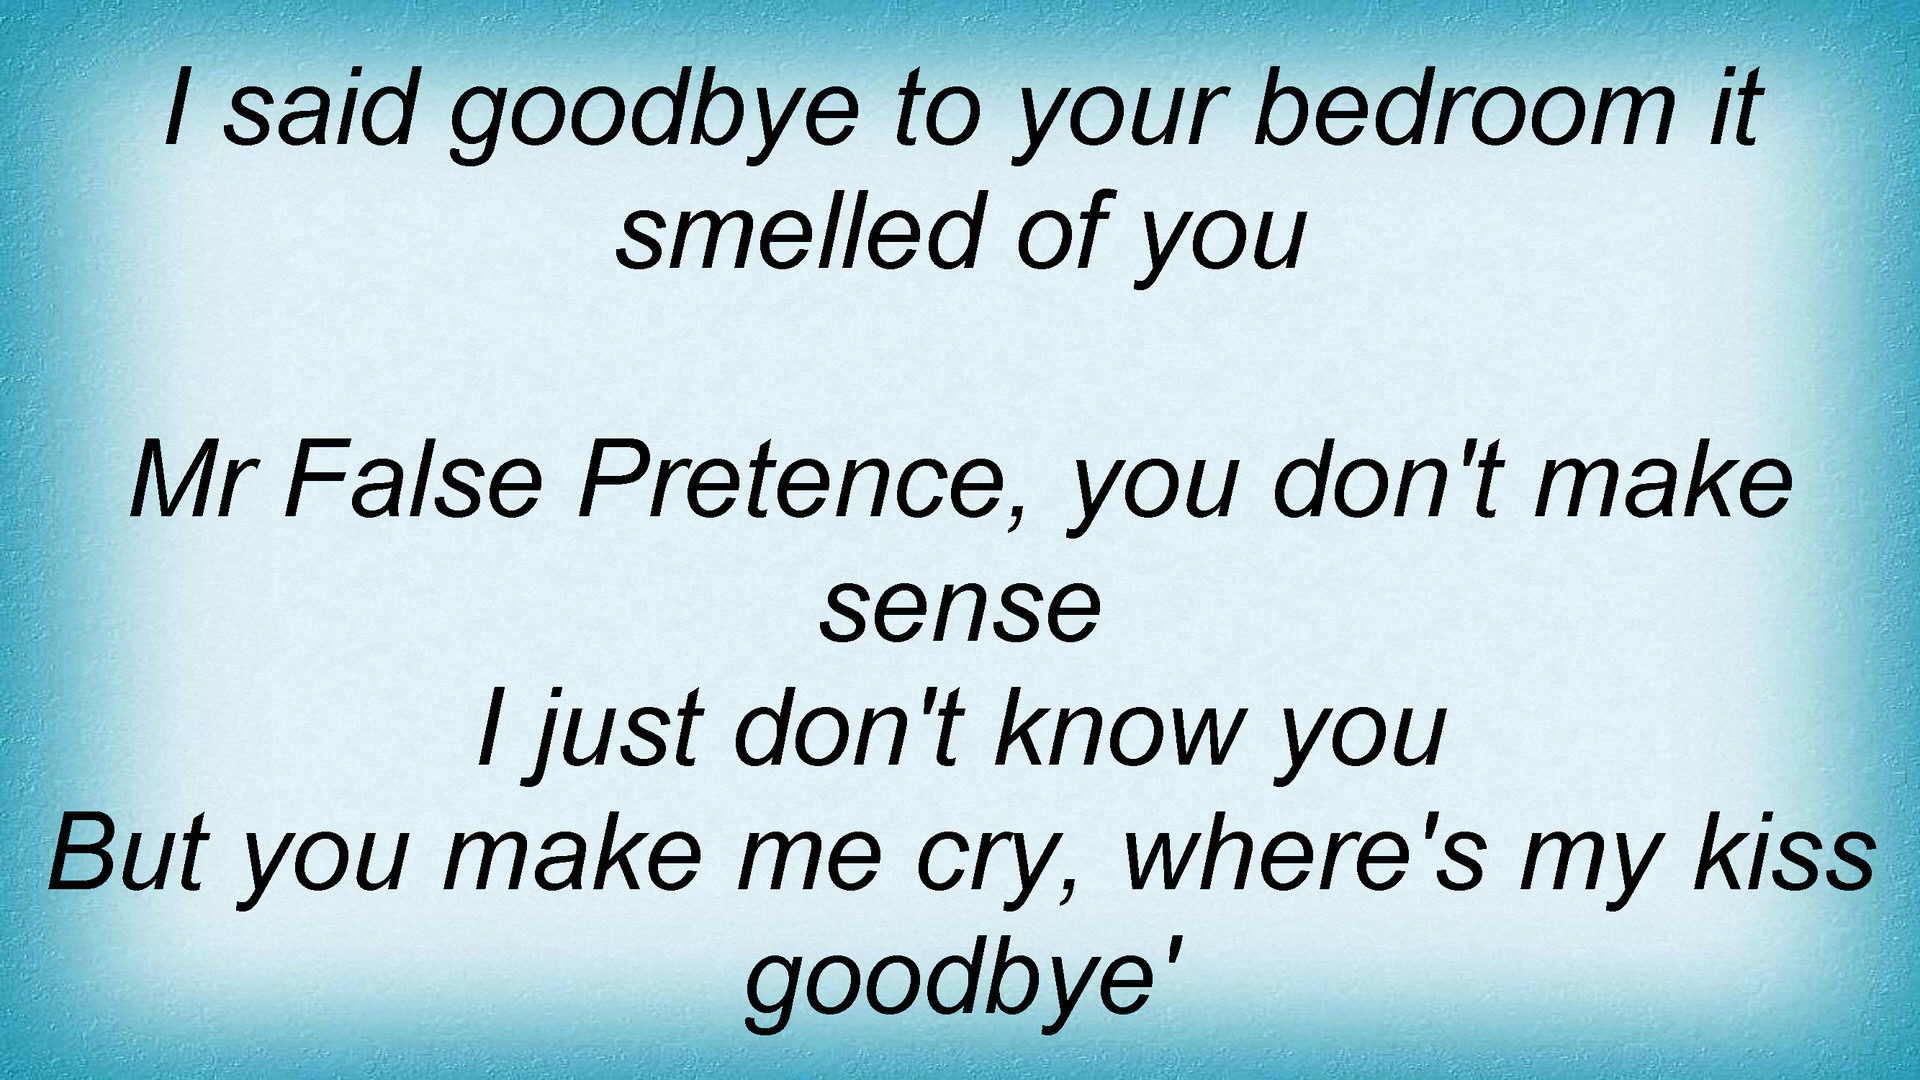 I said goodbye to your bedroom it
smelled of you
Mr False Pretence, you don't make
sense
I just don't know you
But you make me cry, where's my kiss
goodbye'